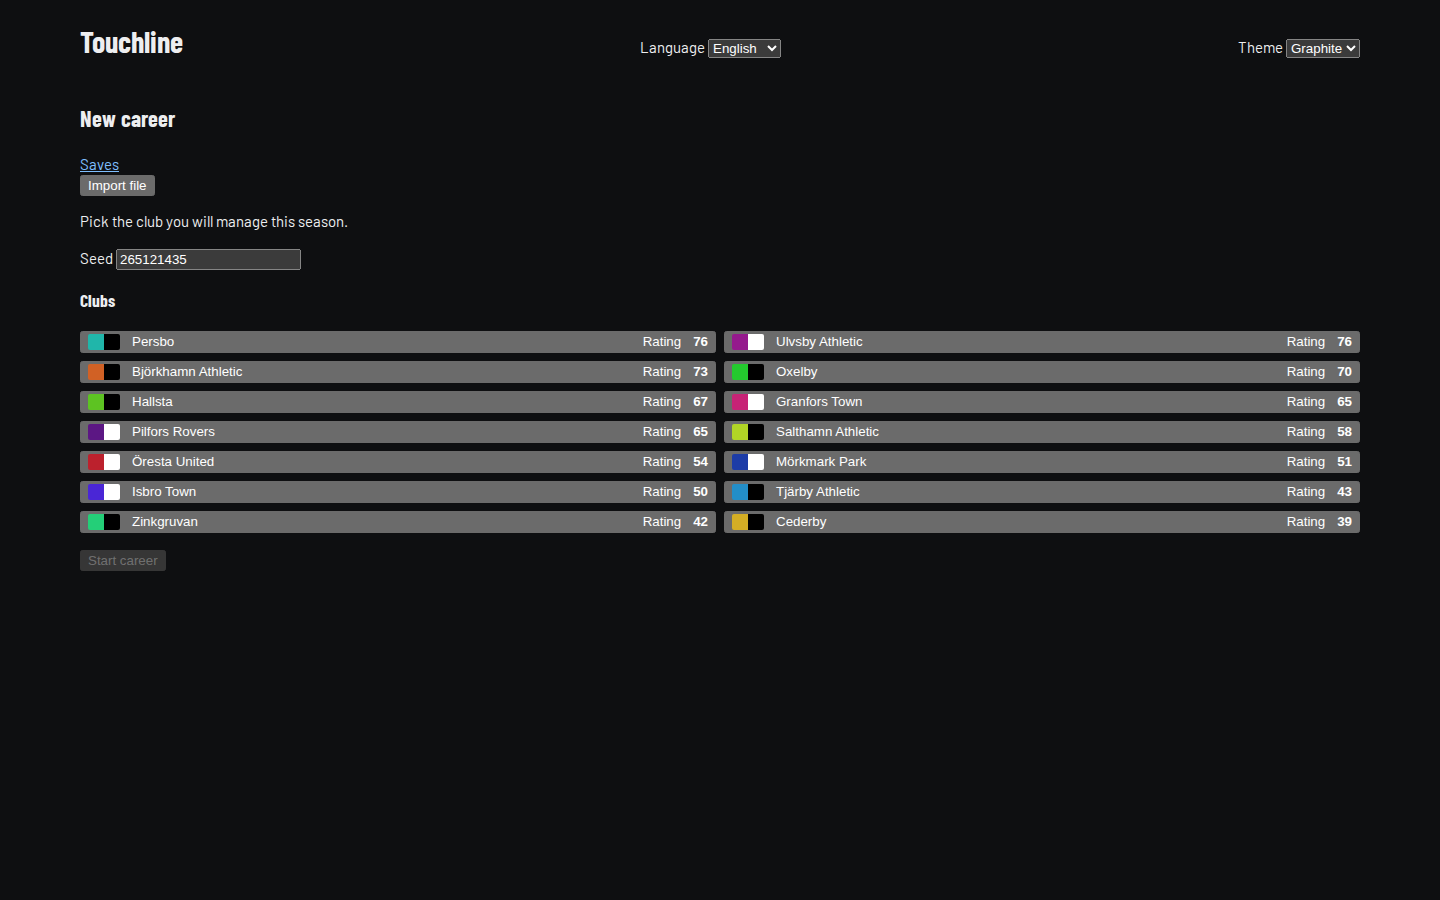 Touchline Language English Theme Graphite
New career
Saves
Import file
Pick the club you will manage this season.
Seed 265121435
Clubs
Persbo Rating 76 Ulvsby Athletic Rating 76
Björkhamn Athletic Rating 73 Oxelby Rating 70
Hallsta Rating 67 Granfors Town Rating 65
Pilfors Rovers Rating 65 Salthamn Athletic Rating 58
Öresta United Rating 54 Mörkmark Park Rating 51
Isbro Town Rating 50 Tjärby Athletic Rating 43
Zinkgruvan Rating 42 Cederby Rating 39
Start career